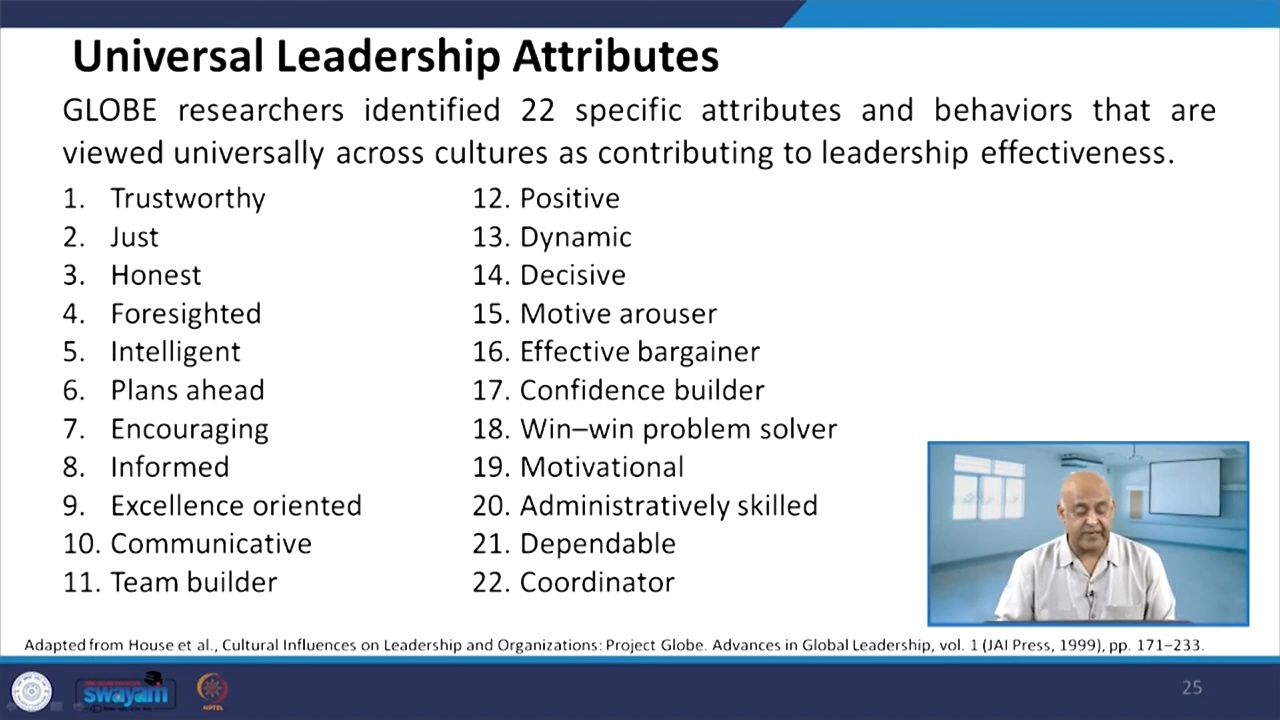 Universal Leadership Attributes
GLOBE researchers identified 22 specific attributes and behaviors that are
viewed universally across cultures as contributing to leadership effectiveness.
1. Trustworthy
2. Just
3. Honest
4. Foresighted
5. Intelligent
6. Plans ahead
7. Encouraging
8. Informed
9. Excellence oriented
10. Communicative
11. Team builder
12. Positive
13. Dynamic
14. Decisive
15. Motive arouser
16. Effective bargainer
17. Confidence builder
18. Win–win problem solver
19. Motivational
20. Administratively skilled
21. Dependable
22. Coordinator
Adapted from House et al., Cultural Influences on Leadership and Organizations: Project Globe. Advances in Global Leadership, vol. 1 (JAI Press, 1999), pp. 171–233.
swayam
NPTEL
25